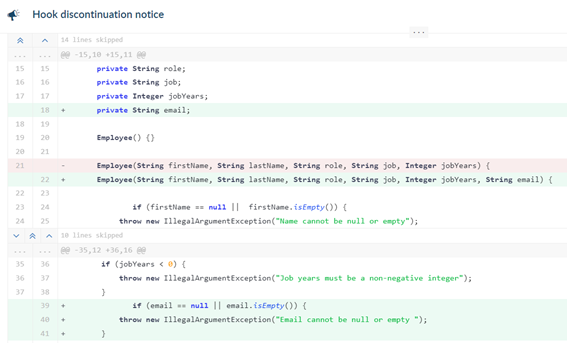 Hook discontinuation notice
...
14 lines skipped
... ... @@ -15,10 +15,11 @@
15 15 private String role;
16 16 private String job;
17 17 private Integer jobYears;
18 + private String email;
18 19
19 20 Employee() {}
20 21
21 - Employee(String firstName, String lastName, String role, String job, Integer jobYears) {
22 + Employee(String firstName, String lastName, String role, String job, Integer jobYears, String email) {
22 23
23 24 if (firstName == null || firstName.isEmpty()) {
24 25 throw new IllegalArgumentException("Name cannot be null or empty");
10 lines skipped
... ... @@ -35,12 +36,16 @@
35 36 if (jobYears < 0) {
36 37 throw new IllegalArgumentException("Job years must be a non-negative integer");
37 38 }
39 + if (email == null || email.isEmpty()) {
40 + throw new IllegalArgumentException("Email cannot be null or empty ");
41 + }